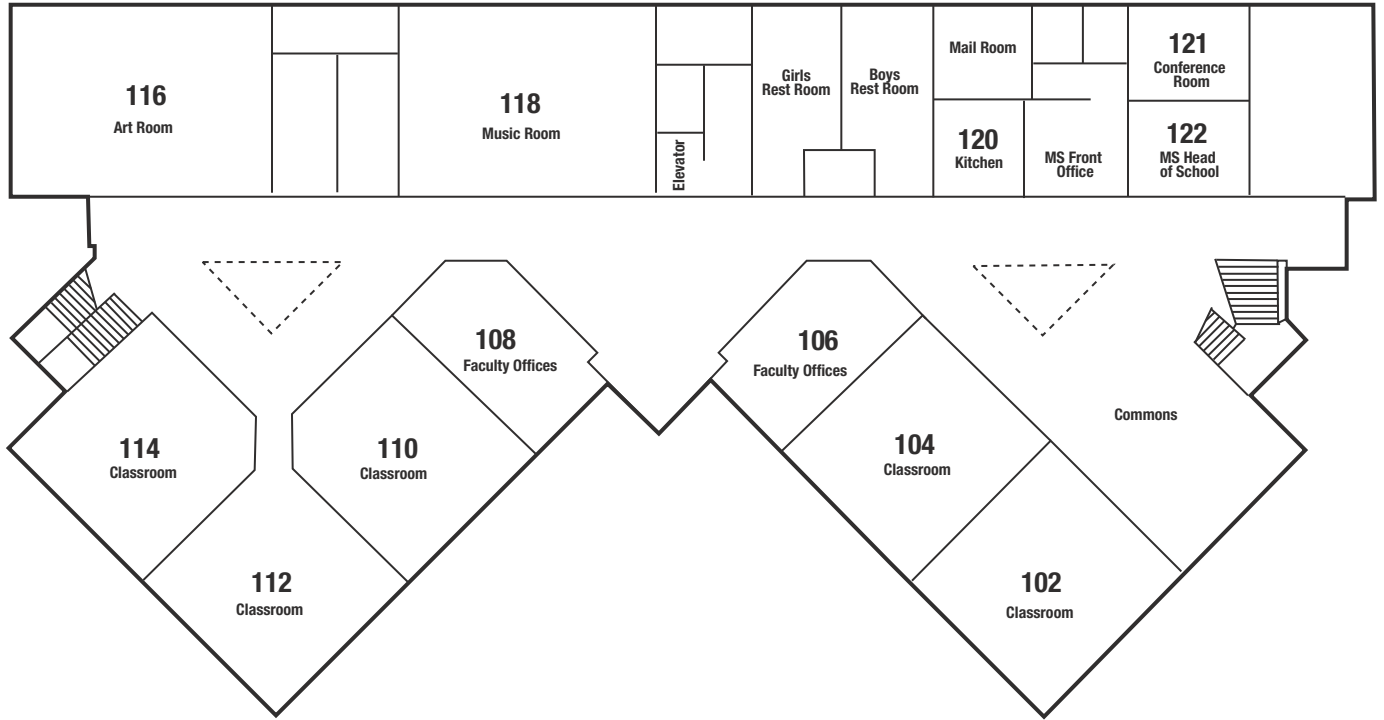 116
Art Room
118
Music Room
Elevator
Girls
Rest Room
Boys
Rest Room
Mail Room
120
Kitchen
MS Front
Office
121
Conference
Room
122
MS Head
of School
108
Faculty Offices
106
Faculty Offices
114
Classroom
110
Classroom
104
Classroom
Commons
112
Classroom
102
Classroom